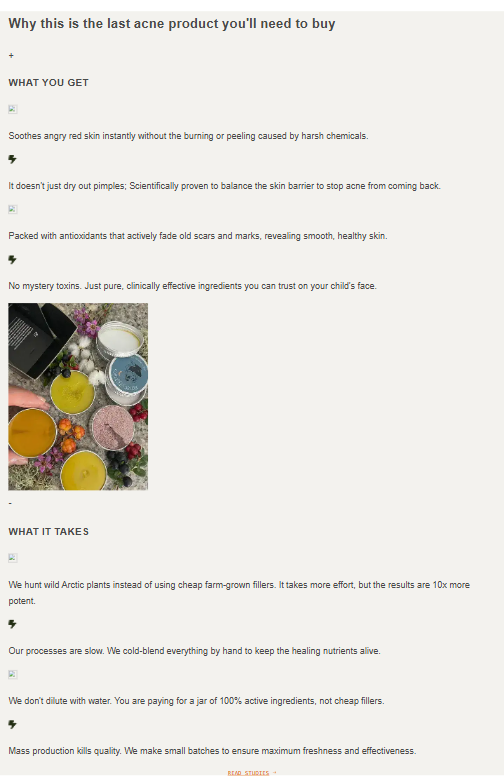 Why this is the last acne product you'll need to buy
+
WHAT YOU GET
Soothes angry red skin instantly without the burning or peeling caused by harsh chemicals.
It doesn't just dry out pimples; Scientifically proven to balance the skin barrier to stop acne from coming back.
Packed with antioxidants that actively fade old scars and marks, revealing smooth, healthy skin.
No mystery toxins. Just pure, clinically effective ingredients you can trust on your child's face.
-
WHAT IT TAKES
We hunt wild Arctic plants instead of using cheap farm-grown fillers. It takes more effort, but the results are 10x more
potent.
Our processes are slow. We cold-blend everything by hand to keep the healing nutrients alive.
We don't dilute with water. You are paying for a jar of 100% active ingredients, not cheap fillers.
Mass production kills quality. We make small batches to ensure maximum freshness and effectiveness.
READ STUDIES